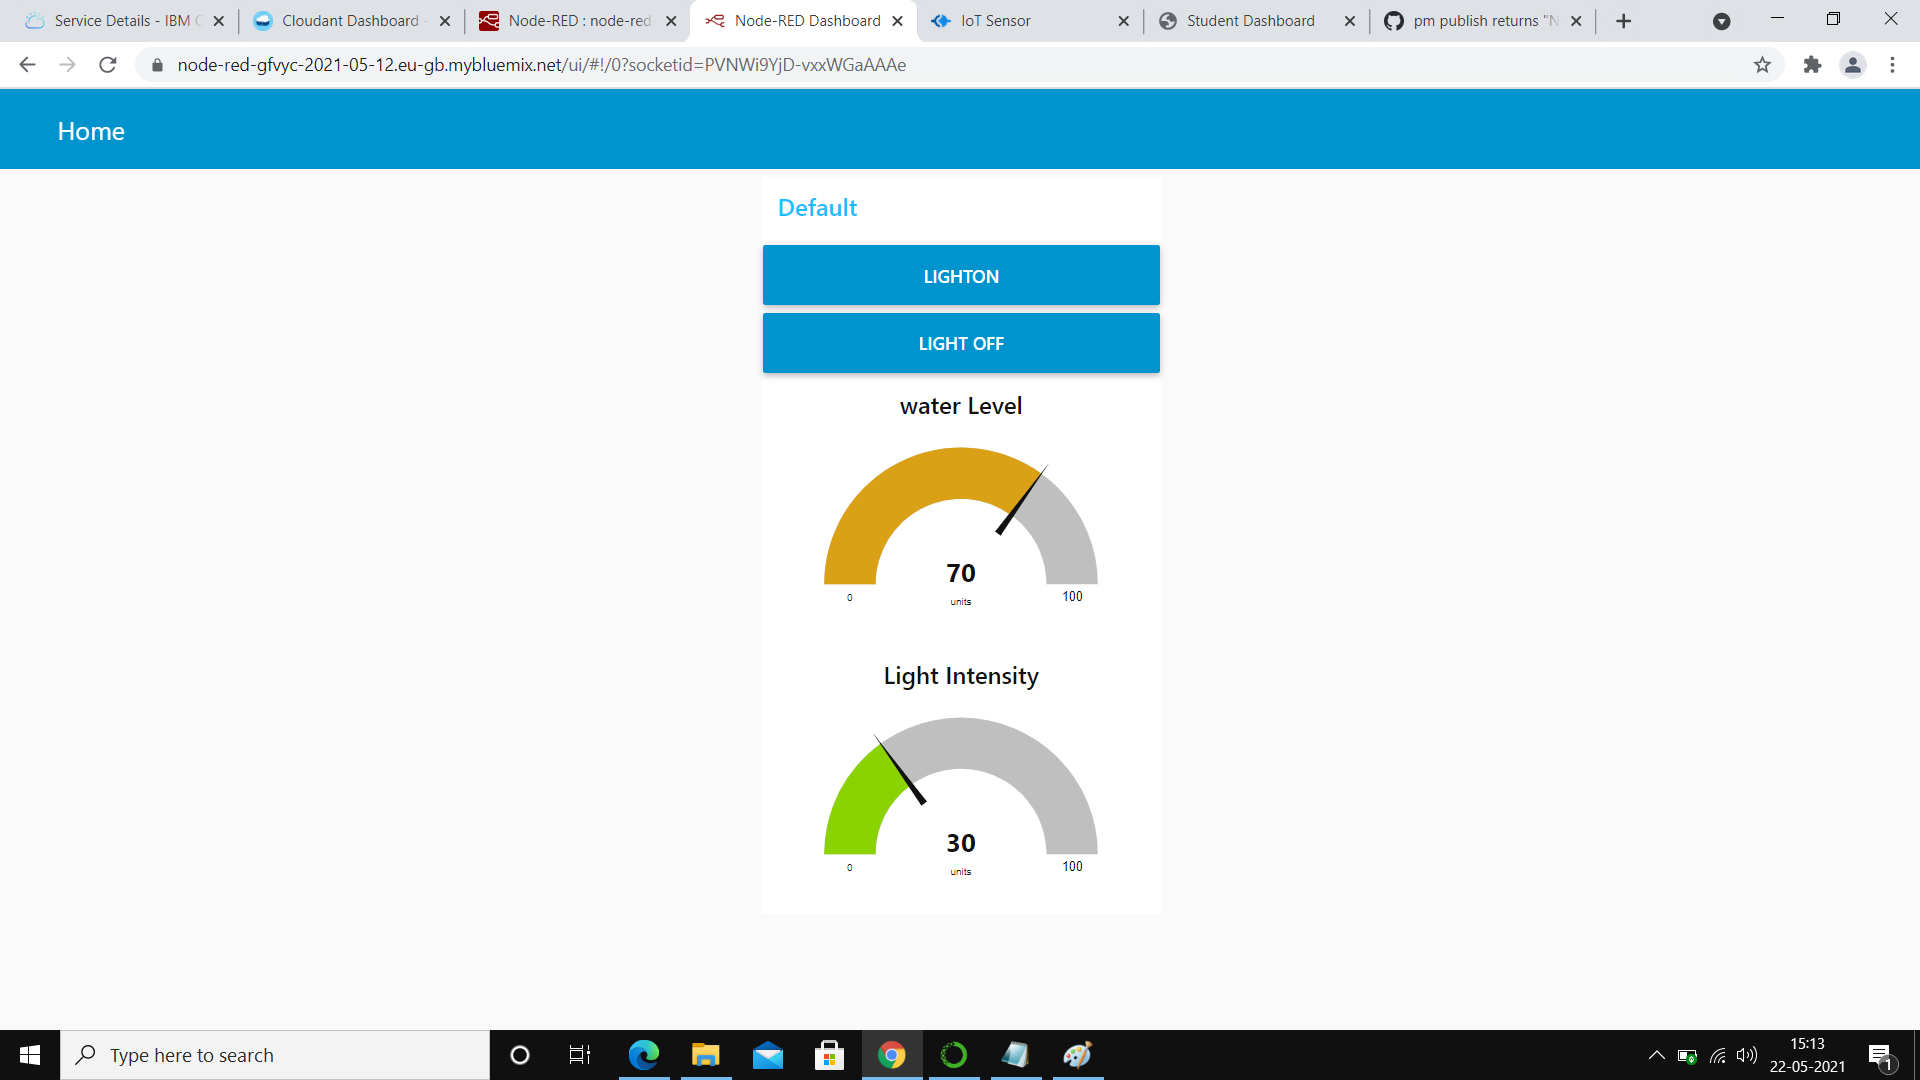 Service Details - IBM C
Cloudant Dashboard -
Node-RED : node-red
Node-RED Dashboard
IoT Sensor
Student Dashboard
pm publish returns "N
node-red-gfvyc-2021-05-12.eu-gb.mybluemix.net/ui/#!/0?socketid=PVNWi9YjD-vxxWGaAAAe
Home
Default
LIGHTON
LIGHT OFF
water Level
70
0
units
100
Light Intensity
30
0
units
100
Type here to search
15:13
22-05-2021
1